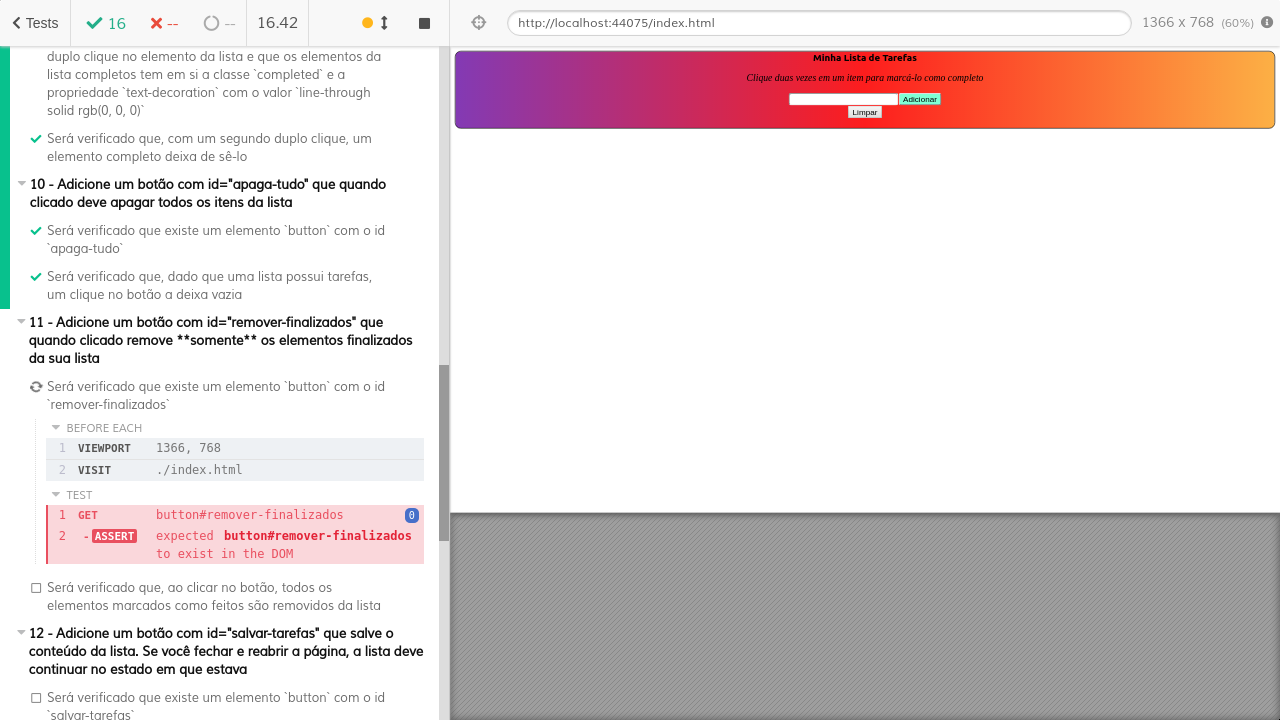 Tests
16
--
--
16.42
http://localhost:44075/index.html
1366 x 768 (60%)
duplo clique no elemento da lista e que os elementos da
lista completos tem em si a classe `completed` e a
propriedade `text-decoration` com o valor `line-through
solid rgb(0, 0, 0)`
Será verificado que, com um segundo duplo clique, um
elemento completo deixa de sê-lo
10 - Adicione um botão com id="apaga-tudo" que quando
clicado deve apagar todos os itens da lista
Será verificado que existe um elemento `button` com o id
`apaga-tudo`
Será verificado que, dado que uma lista possui tarefas,
um clique no botão a deixa vazia
11 - Adicione um botão com id="remover-finalizados" que
quando clicado remove **somente** os elementos finalizados
da sua lista
Será verificado que existe um elemento `button` com o id
`remover-finalizados`
BEFORE EACH
1 VIEWPORT 1366, 768
2 VISIT ./index.html
TEST
1 GET button#remover-finalizados 0
2 -ASSERT expected button#remover-finalizados
to exist in the DOM
Será verificado que, ao clicar no botão, todos os
elementos marcados como feitos são removidos da lista
12 - Adicione um botão com id="salvar-tarefas" que salve o
conteúdo da lista. Se você fechar e reabrir a página, a lista deve
continuar no estado em que estava
Será verificado que existe um elemento `button` com o id
`salvar-tarefas`
Minha Lista de Tarefas
Clique duas vezes em um item para marcá-lo como completo
Adicionar
Limpar